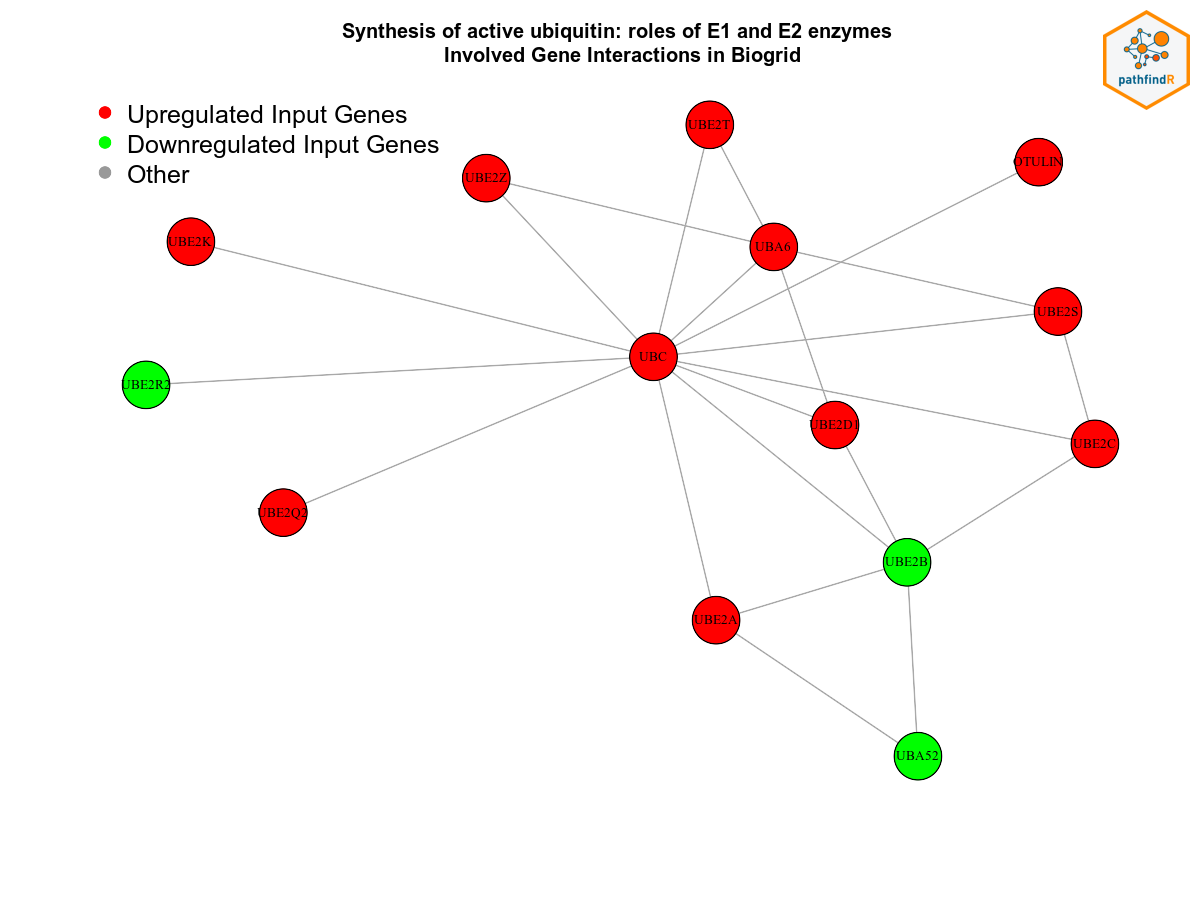 Synthesis of active ubiquitin: roles of E1 and E2 enzymes
Involved Gene Interactions in Biogrid
pathfindR
Upregulated Input Genes
Downregulated Input Genes
Other
UBE2T
OTULIN
UBE2Z
UBE2K
UBA6
UBE2S
UBC
UBE2R2
UBE2D1
UBE2C
UBE2Q2
UBE2B
UBE2A
UBA52